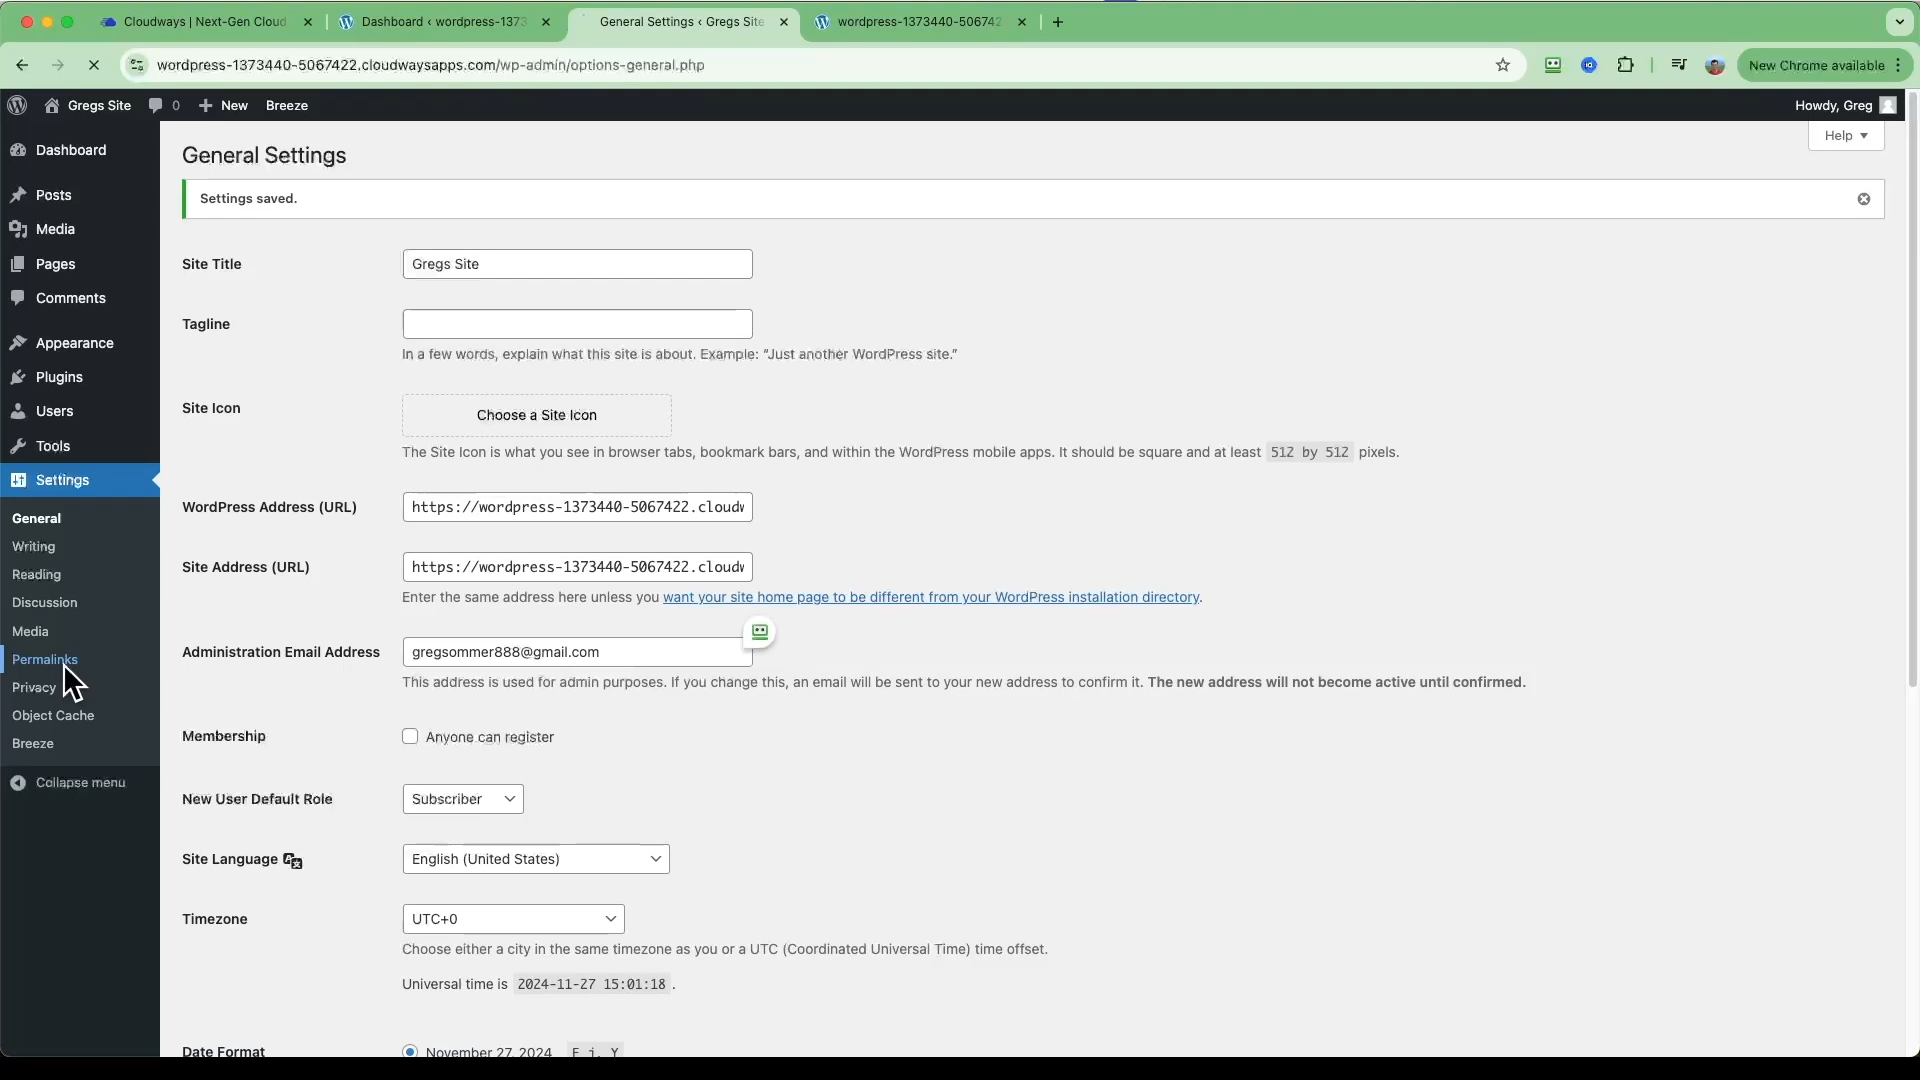 Cloudways | Next-Gen Cloud
Dashboard ‹ wordpress-1373
General Settings ‹ Gregs Site
wordpress-1373440-506742
wordpress-1373440-5067422.cloudwaysapps.com/wp-admin/options-general.php
New Chrome available
Gregs Site
0
New
Breeze
Howdy, Greg
Help
Dashboard
Posts
Media
Pages
Comments
Appearance
Plugins
Users
Tools
Settings
General
Writing
Reading
Discussion
Media
Permalinks
Privacy
Object Cache
Breeze
Collapse menu
General Settings
Settings saved.
Site Title
Gregs Site
Tagline
In a few words, explain what this site is about. Example: “Just another WordPress site.”
Site Icon
Choose a Site Icon
The Site Icon is what you see in browser tabs, bookmark bars, and within the WordPress mobile apps. It should be square and at least 512 by 512 pixels.
WordPress Address (URL)
https://wordpress-1373440-5067422.cloudw
Site Address (URL)
https://wordpress-1373440-5067422.cloudw
Enter the same address here unless you want your site home page to be different from your WordPress installation directory.
Administration Email Address
gregsommer888@gmail.com
This address is used for admin purposes. If you change this, an email will be sent to your new address to confirm it. The new address will not become active until confirmed.
Membership
Anyone can register
New User Default Role
Subscriber
Site Language
English (United States)
Timezone
UTC+0
Choose either a city in the same timezone as you or a UTC (Coordinated Universal Time) time offset.
Universal time is 2024-11-27 15:01:18 .
Date Format
November 27, 2024
F j, Y